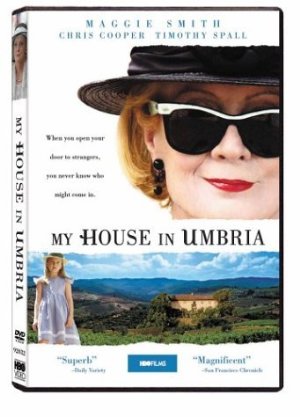 MAGGIE SMITH
CHRIS COOPER TIMOTHY SPALL
When you open your
door to strangers,
you never know who
might come in.
MY HOUSE IN UMBRIA
"Superb"
—Daily Variety
HBO FILMS
"Magnificent"
—San Francisco Chronicle
MY HOUSE IN UMBRIA
DVD
HBO
VIDEO